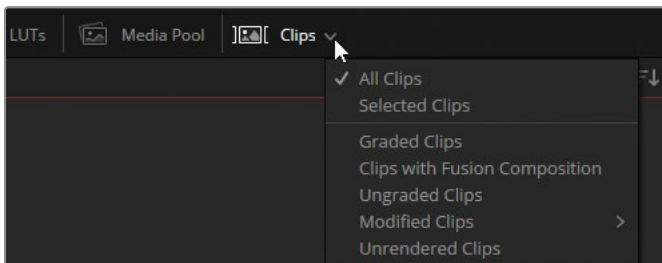 LUTs Media Pool Clips
All Clips
Selected Clips
Graded Clips
Clips with Fusion Composition
Ungraded Clips
Modified Clips
Unrendered Clips